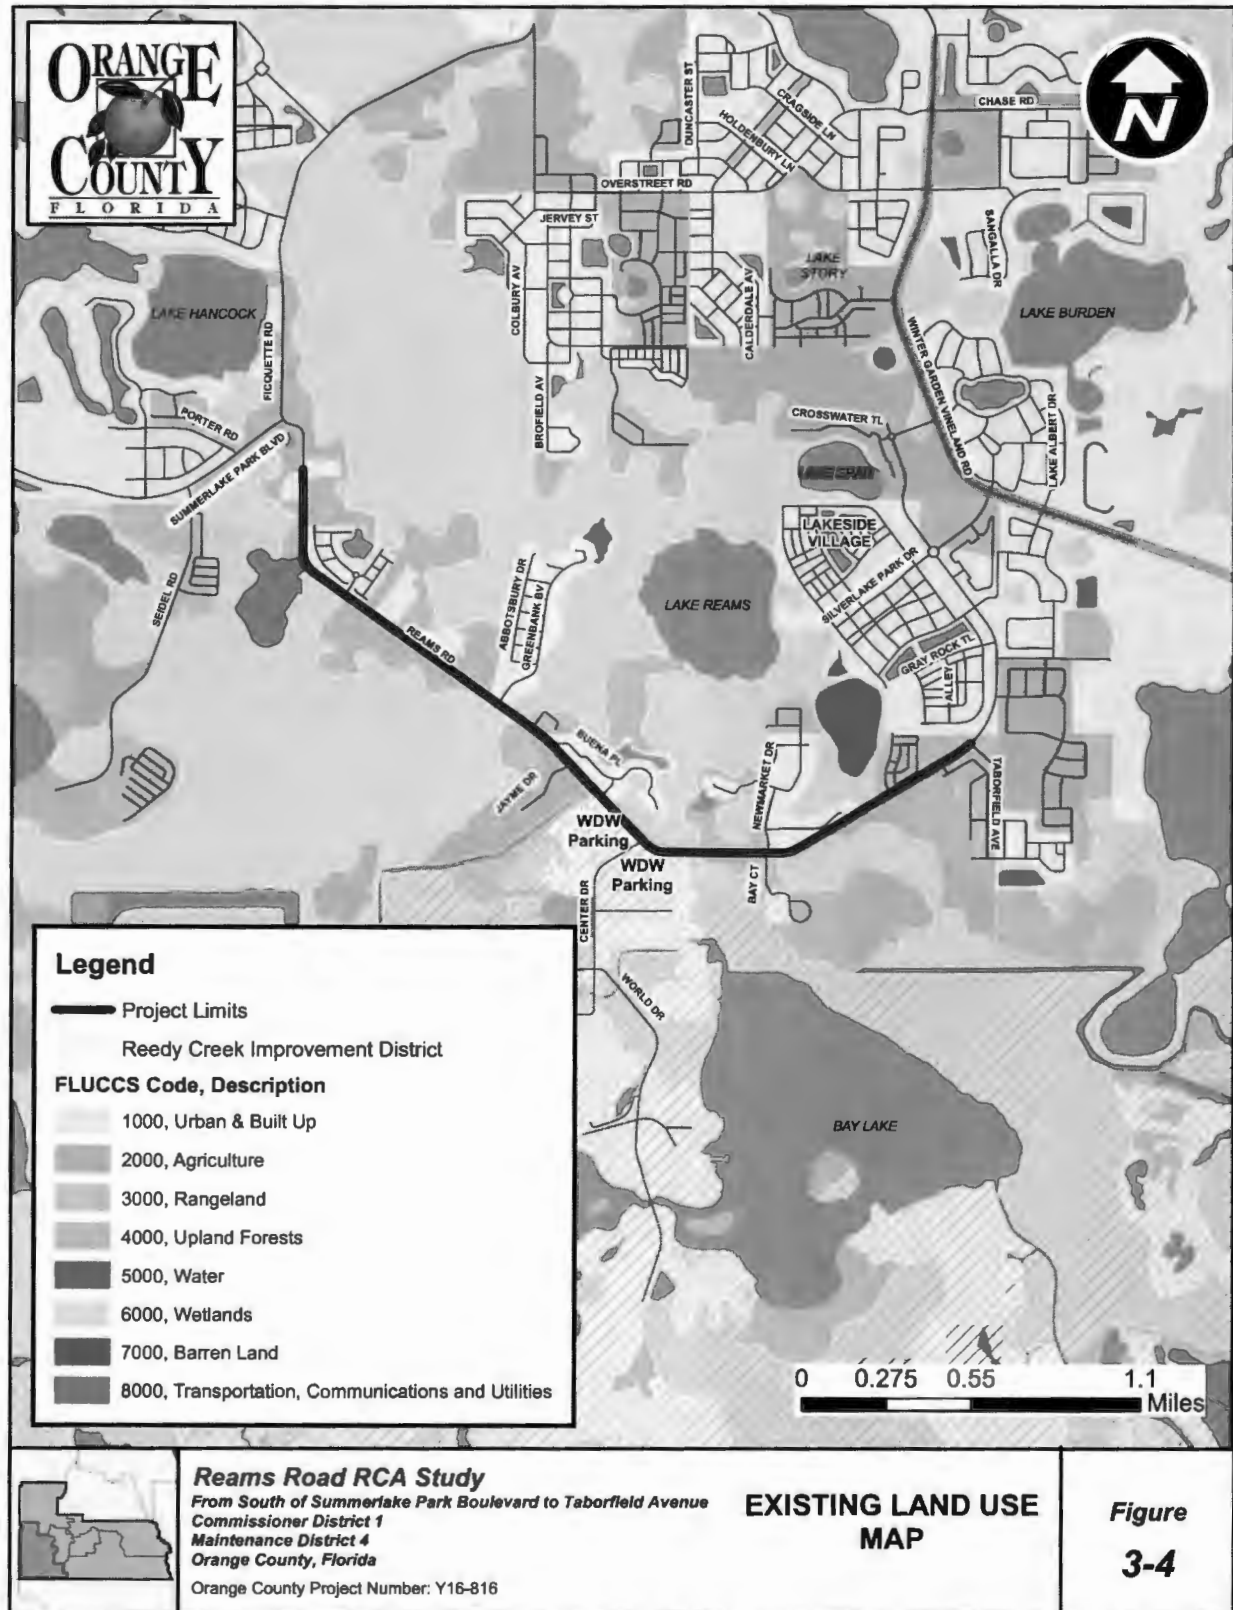 ORANGE
COUNTY
FLORIDA
N
CHASE RD
DUNCASTER ST
CRAGSIDE LN
HOLDENBURY LN
OVERSTREET RD
JERVEY ST
SANGALLA DR
LAKE
STORY
COLBURY AV
CALDERDALE AV
LAKE HANCOCK
LAKE BURDEN
FICQUETTE RD
WINTER GARDEN VINELAND RD
BROFIELD AV
PORTER RD
CROSSWATER TL
LAKE ALBERT DR
SUMMERLAKE PARK BLVD
LAKESIDE
VILLAGE
SEIDEL RD
ABBOTSBURY DR
GREENBANK BV
SILVERLAKE PARK DR
LAKE REAMS
REAMS RD
GRAY ROCK TL
ALLEY
BUENA PL
JAYME DR
NEWMARKET DR
TABORFIELD AVE
WDW
Parking
WDW
Parking
BAY CT
CENTER DR
WORLD DR
BAY LAKE
Legend
Project Limits
Reedy Creek Improvement District
FLUCCS Code, Description
1000, Urban & Built Up
2000, Agriculture
3000, Rangeland
4000, Upland Forests
5000, Water
6000, Wetlands
7000, Barren Land
8000, Transportation, Communications and Utilities
0 0.275 0.55 1.1
Miles
Reams Road RCA Study
From South of Summerlake Park Boulevard to Taborfield Avenue
Commissioner District 1
Maintenance District 4
Orange County, Florida
Orange County Project Number: Y16-816
EXISTING LAND USE
MAP
Figure
3-4